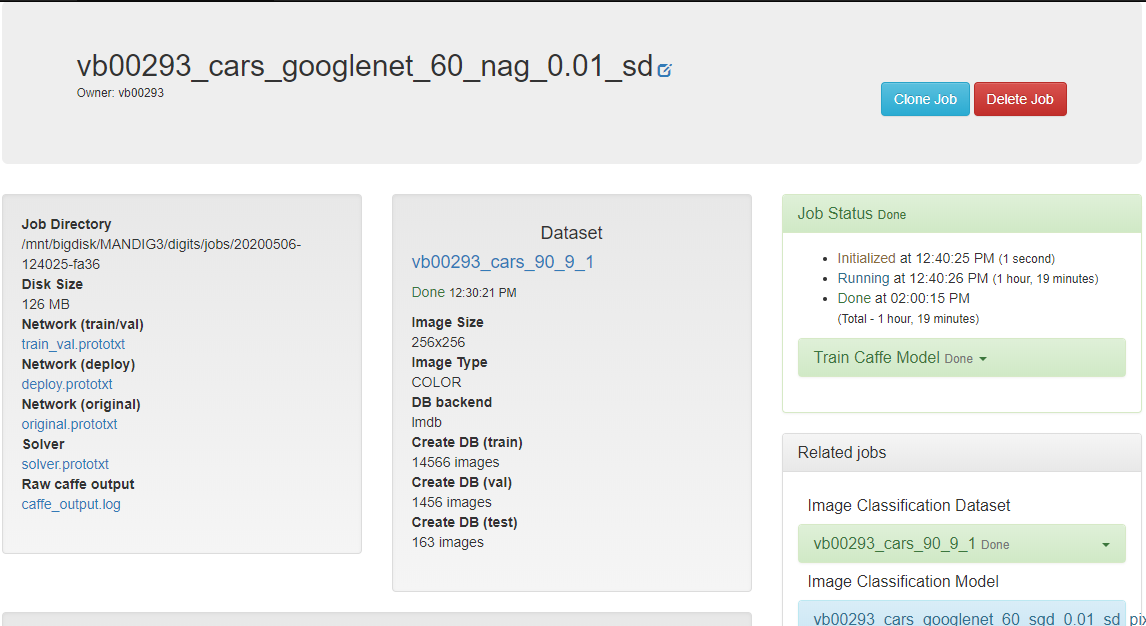 vb00293_cars_googlenet_60_nag_0.01_sd
Owner: vb00293
Clone Job
Delete Job
Job Directory
/mnt/bigdisk/MANDIG3/digits/jobs/20200506-
124025-fa36
Disk Size
126 MB
Network (train/val)
train_val.prototxt
Network (deploy)
deploy.prototxt
Network (original)
original.prototxt
Solver
solver.prototxt
Raw caffe output
caffe_output.log
Dataset
vb00293_cars_90_9_1
Done 12:30:21 PM
Image Size
256x256
Image Type
COLOR
DB backend
lmdb
Create DB (train)
14566 images
Create DB (val)
1456 images
Create DB (test)
163 images
Job Status Done
Initialized at 12:40:25 PM (1 second)
Running at 12:40:26 PM (1 hour, 19 minutes)
Done at 02:00:15 PM
(Total - 1 hour, 19 minutes)
Train Caffe Model Done
Related jobs
Image Classification Dataset
vb00293_cars_90_9_1 Done
Image Classification Model
vb00293_cars_googlenet_60_sgd_0.01_sd_pix